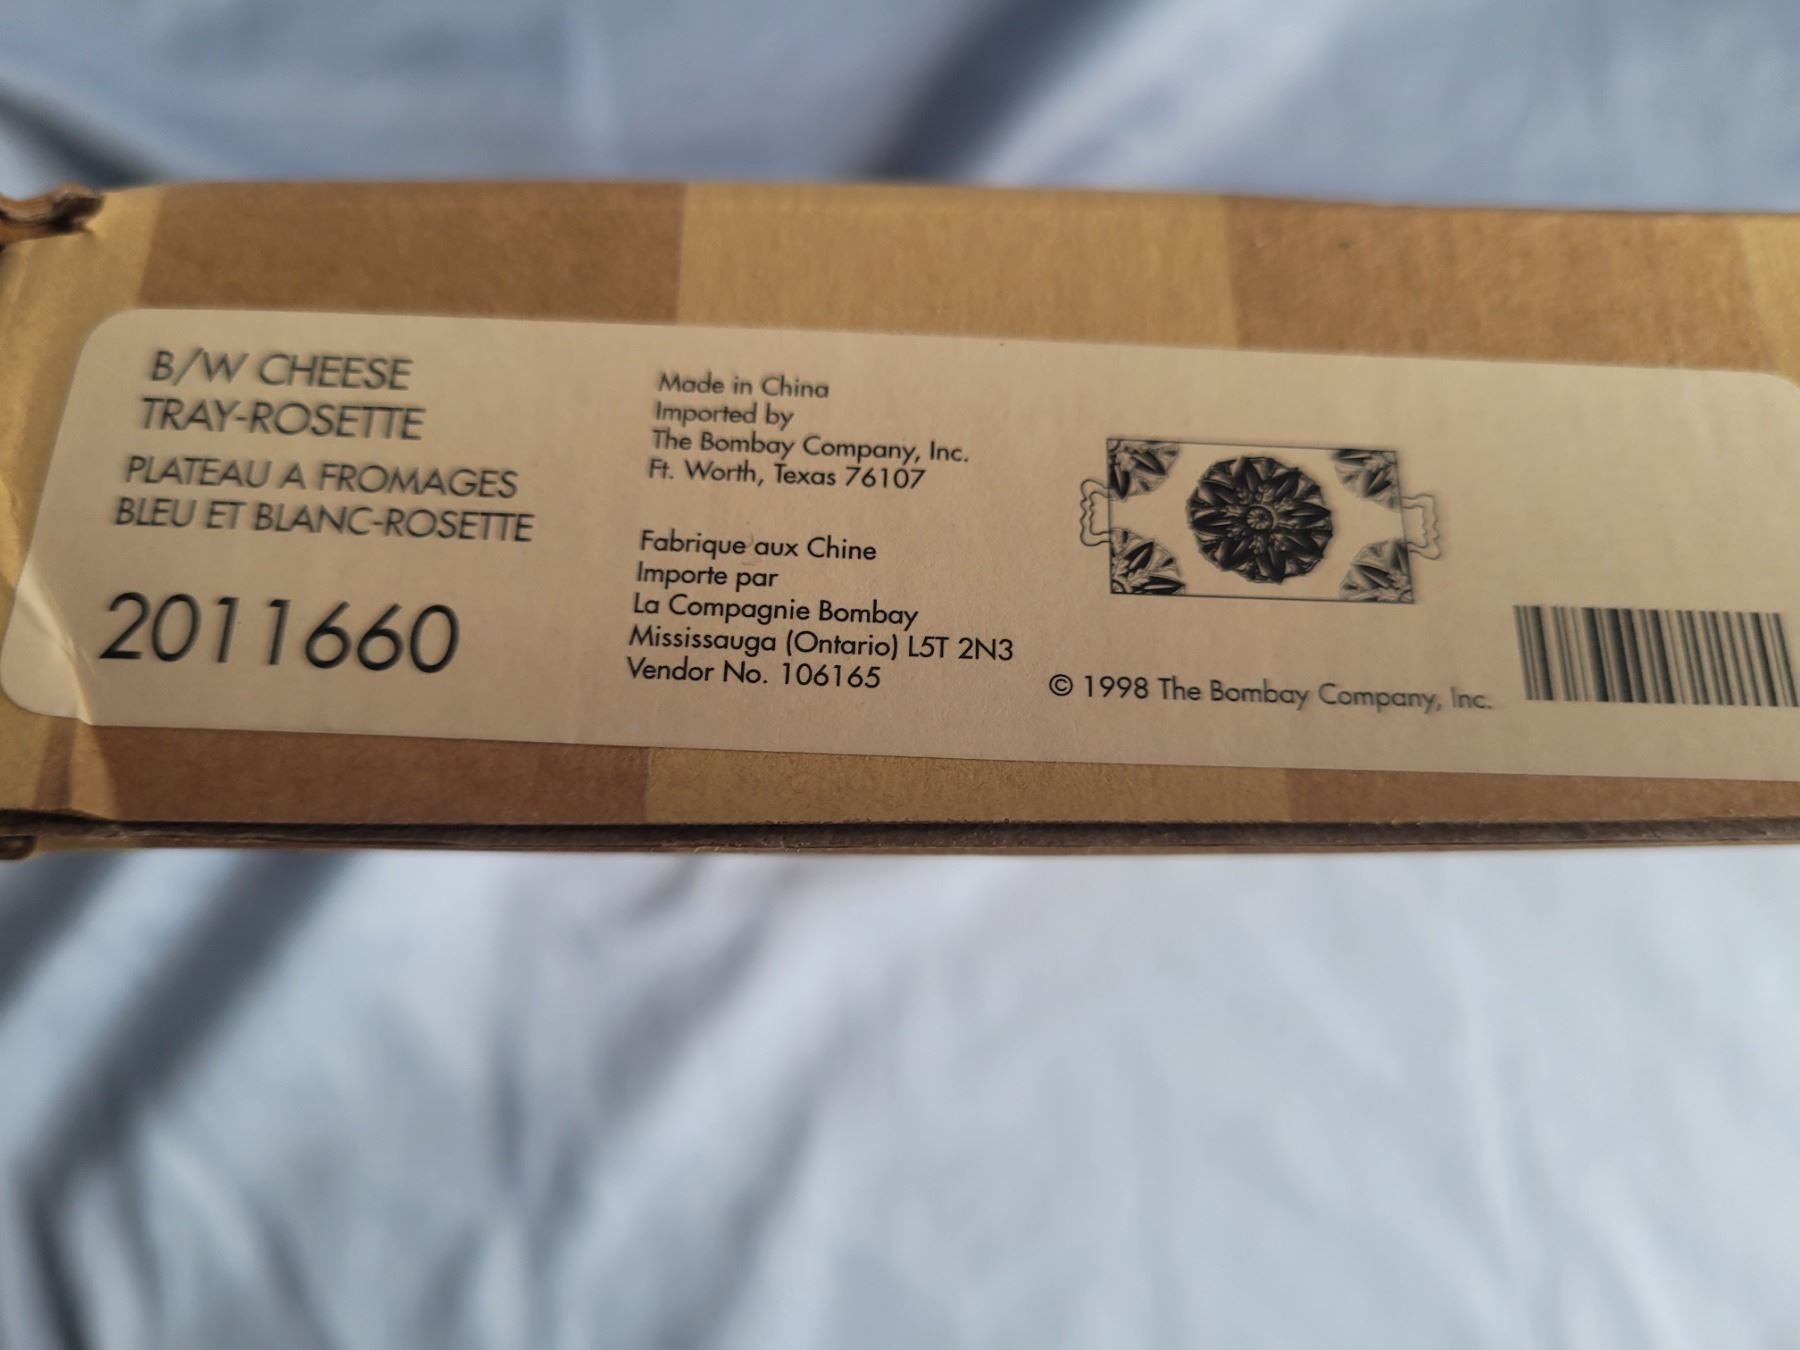 B/W CHEESE
TRAY-ROSETTE
PLATEAU A FROMAGES
BLEU ET BLANC-ROSETTE
2011660
Made in China
Imported by
The Bombay Company, Inc.
Ft. Worth, Texas 76107
Fabrique aux Chine
Importe par
La Compagnie Bombay
Mississauga (Ontario) L5T 2N3
Vendor No. 106165
© 1998 The Bombay Company, Inc.